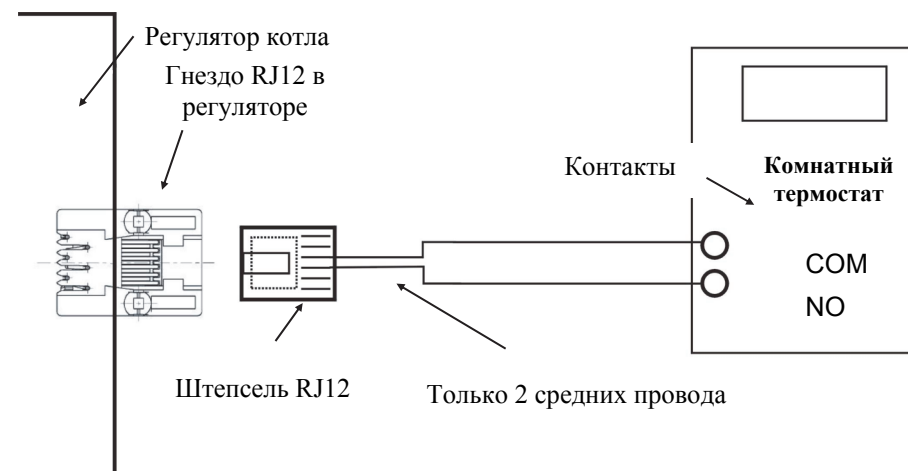 Регулятор котла
Гнездо RJ12 в
регуляторе
Контакты
Комнатный
термостат
COM
NO
Штепсель RJ12
Только 2 средних провода